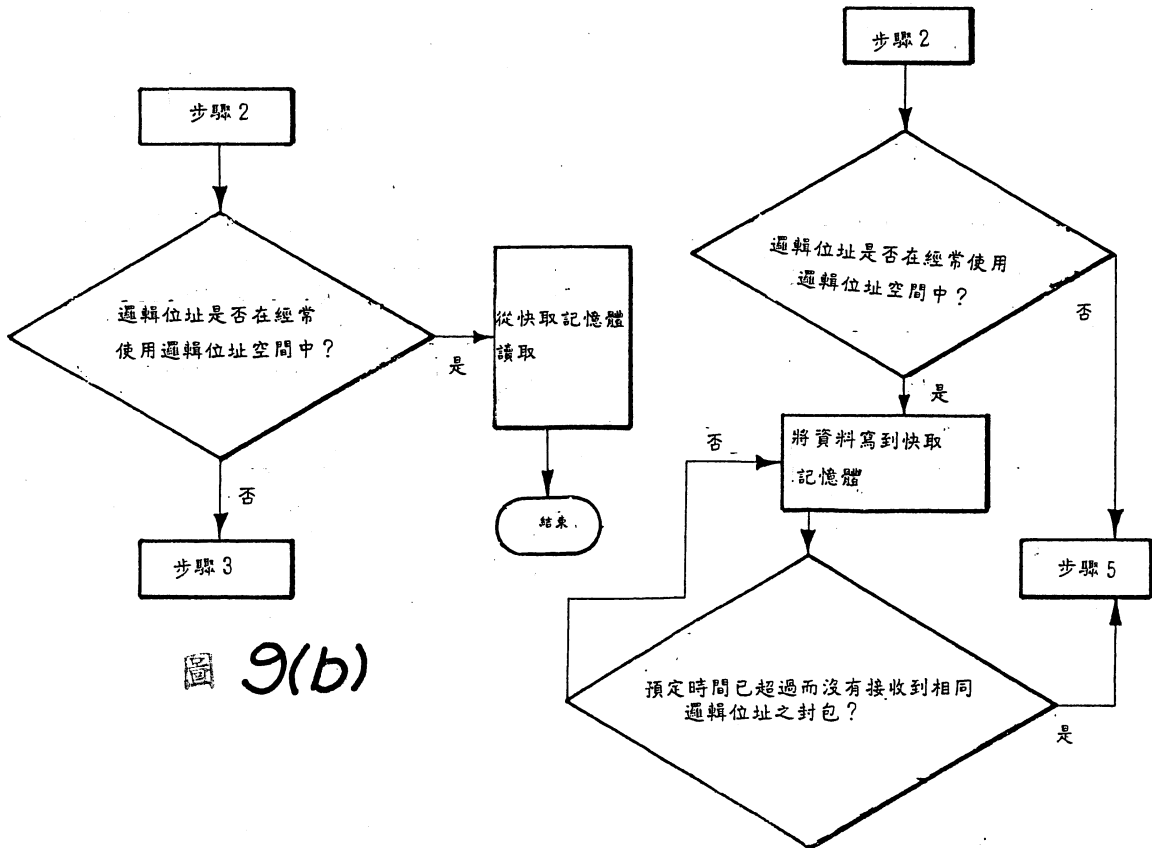 步驟2
邏輯位址是否在經常
使用邏輯位址空間中？
是
從快取記憶體
讀取
結束
否
步驟3
圖 9(b)
步驟2
邏輯位址是否在經常使用
邏輯位址空間中？
否
是
將資料寫到快取
記憶體
否
步驟5
預定時間已超過而沒有接收到相同
邏輯位址之封包？
是